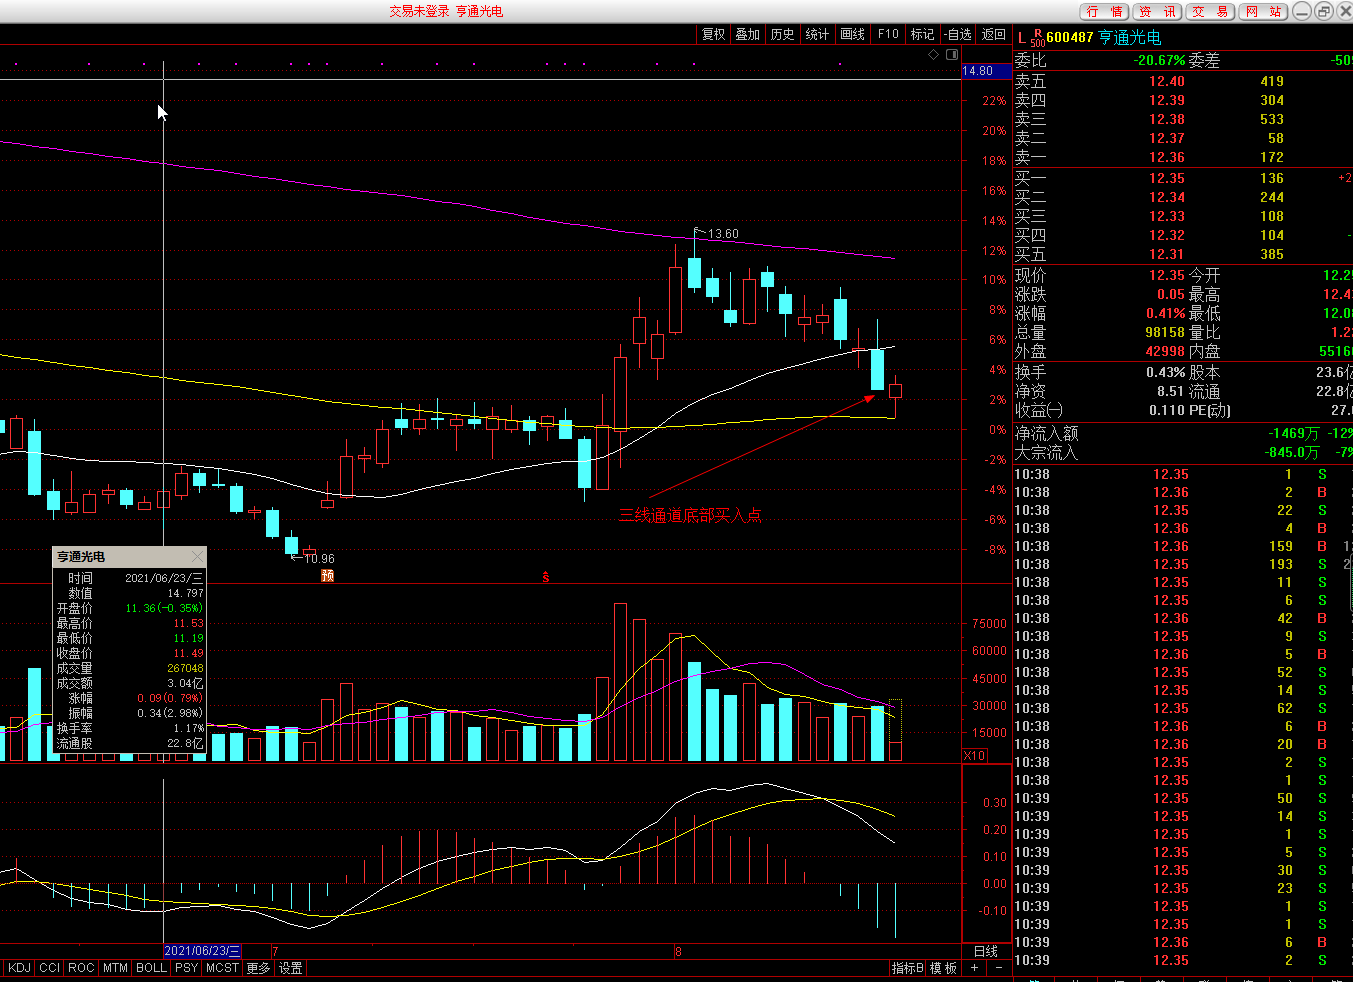 交易未登录 亨通光电
行 情 资 讯 交 易 网 站
复权 叠加 历史 统计 画线 F10 标记 -自选 返回
14.80
22%
20%
18%
16%
14%
12%
10%
8%
6%
4%
2%
0%
-2%
-4%
-6%
-8%
13.60
三线通道底部买入点
10.96
预
S
亨通光电
时间 2021/06/23/三
数值 14.797
开盘价 11.36(-0.35%)
最高价 11.53
最低价 11.19
收盘价 11.49
成交量 267048
成交额 3.04亿
涨幅 0.09(0.79%)
振幅 0.34(2.98%)
换手率 1.17%
流通股 22.8亿
75000
60000
45000
30000
15000
X10
0.30
0.20
0.10
0.00
-0.10
2021/06/23/三 7 8 日线
KDJ CCI ROC MTM BOLL PSY MCST 更多 设置 指标B 模板 + -
L R 500 600487 亨通光电
委比 -20.67% 委差 -50
卖五 12.40 419
卖四 12.39 304
卖三 12.38 533
卖二 12.37 58
卖一 12.36 172
买一 12.35 136 +2
买二 12.34 244
买三 12.33 108
买四 12.32 104 -
买五 12.31 385
现价 12.35 今开 12.2
涨跌 0.05 最高 12.4
涨幅 0.41% 最低 12.0
总量 98158 量比 1.2
外盘 42998 内盘 5516
换手 0.43% 股本 23.6亿
净资 8.51 流通 22.8亿
收益(一) 0.110 PE(动) 27.
净流入额 -1469万 -12%
大宗流入 -845.0万 -7%
10:38 12.35 1 S
10:38 12.36 2 B
10:38 12.35 22 S
10:38 12.36 4 B
10:38 12.36 159 B 1
10:38 12.35 193 S 2
10:38 12.35 11 S
10:38 12.35 6 S
10:38 12.36 42 B
10:38 12.35 9 S
10:38 12.36 5 B
10:38 12.35 52 S
10:38 12.35 14 S
10:38 12.35 62 S
10:38 12.36 6 B
10:38 12.36 20 B
10:38 12.35 2 S
10:38 12.35 1 S
10:39 12.35 50 S
10:39 12.35 14 S
10:39 12.35 1 S
10:39 12.35 5 S
10:39 12.35 30 S
10:39 12.35 23 S
10:39 12.35 1 S
10:39 12.35 1 S
10:39 12.36 6 B
10:39 12.35 2 S